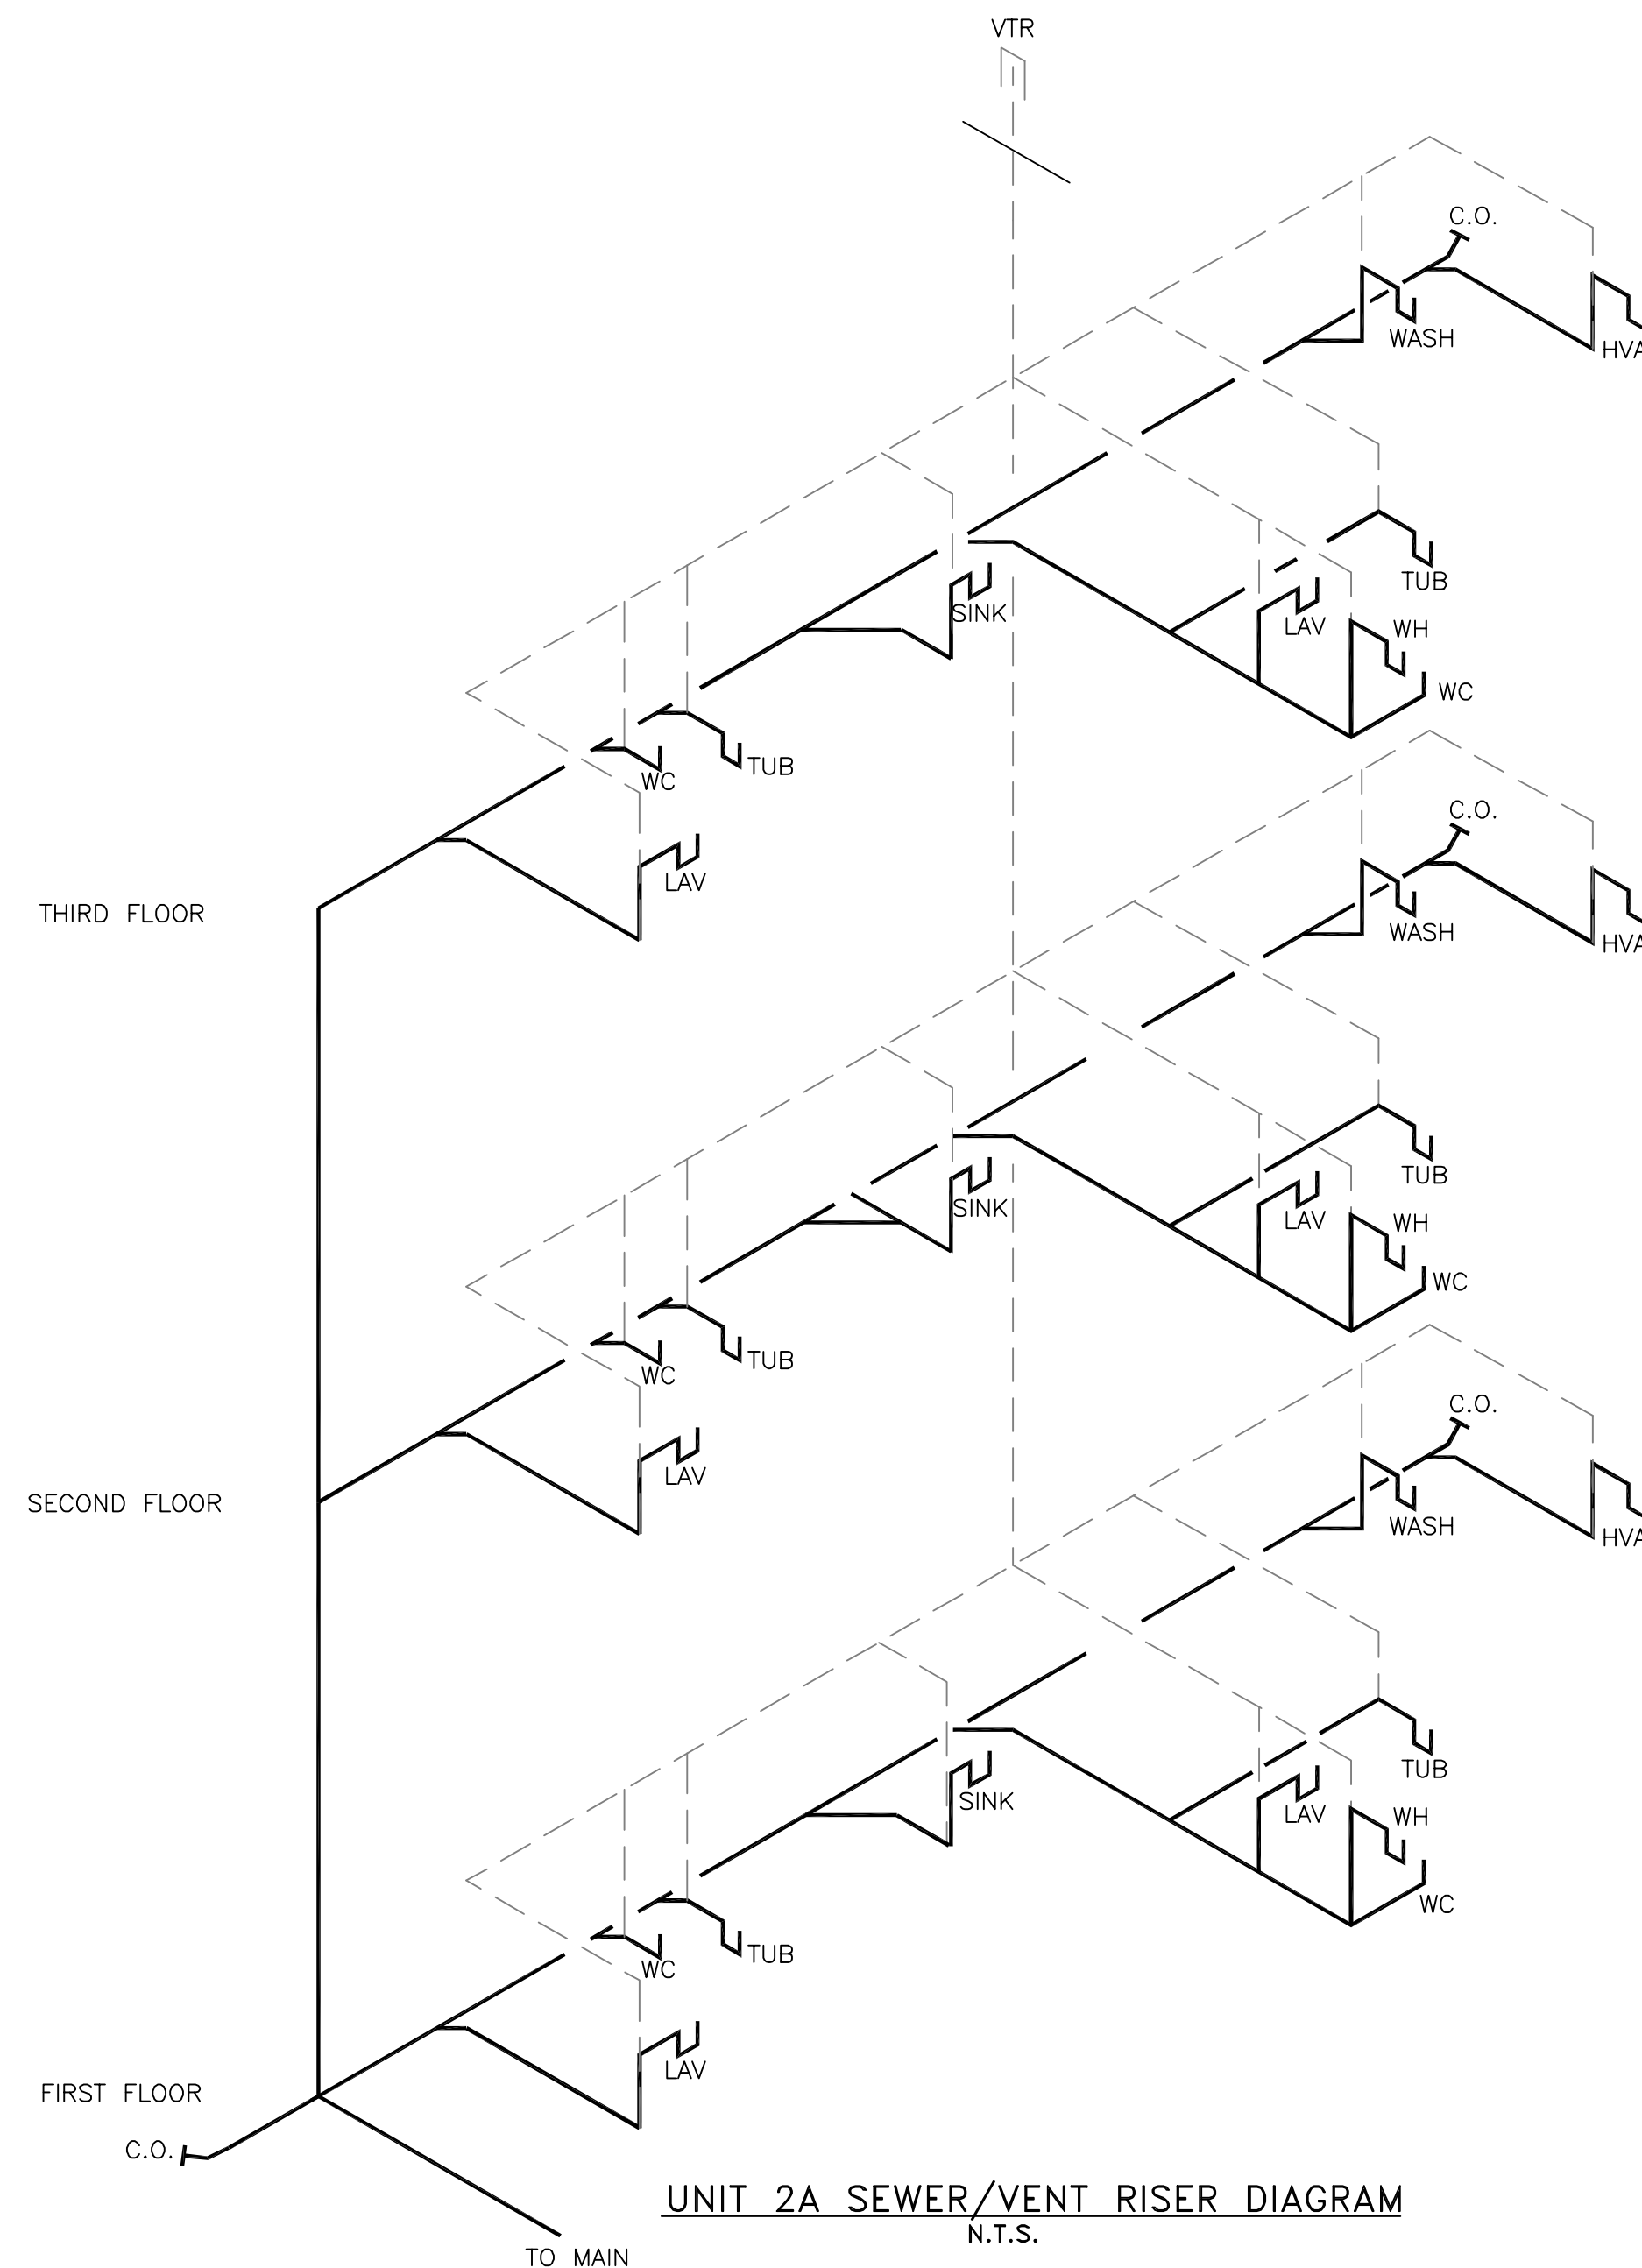 VTR
C.O.
WASH
HVA
TUB
SINK
LAV
WH
WC
TUB
WC
LAV
THIRD FLOOR
C.O.
WASH
HVA
TUB
SINK
LAV
WH
WC
TUB
WC
LAV
SECOND FLOOR
C.O.
WASH
HVA
TUB
SINK
LAV
WH
WC
TUB
WC
LAV
FIRST FLOOR
C.O.
UNIT 2A SEWER/VENT RISER DIAGRAM
N.T.S.
TO MAIN